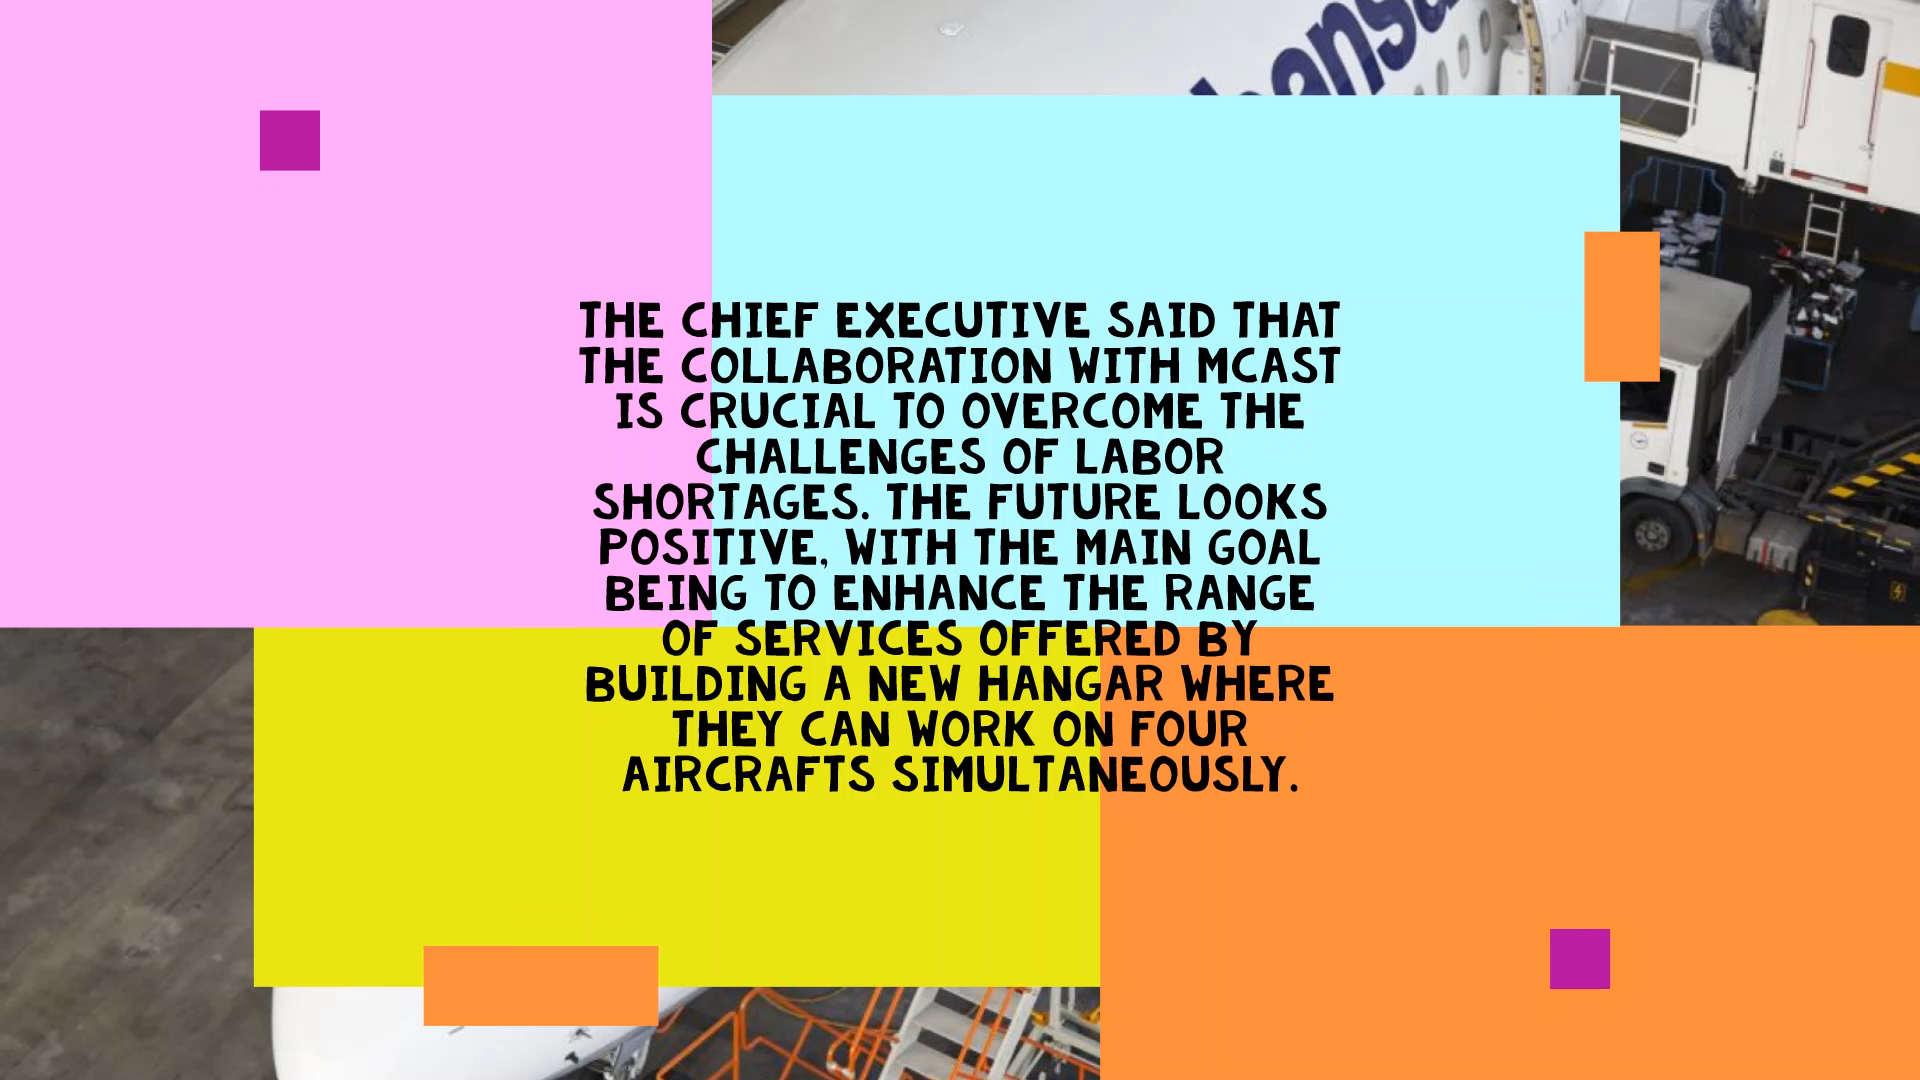 hansa
THE CHIEF EXECUTIVE SAID THAT
THE COLLABORATION WITH MCAST
IS CRUCIAL TO OVERCOME THE
CHALLENGES OF LABOR
SHORTAGES. THE FUTURE LOOKS
POSITIVE, WITH THE MAIN GOAL
BEING TO ENHANCE THE RANGE
OF SERVICES OFFERED BY
BUILDING A NEW HANGAR WHERE
THEY CAN WORK ON FOUR
AIRCRAFTS SIMULTANEOUSLY.